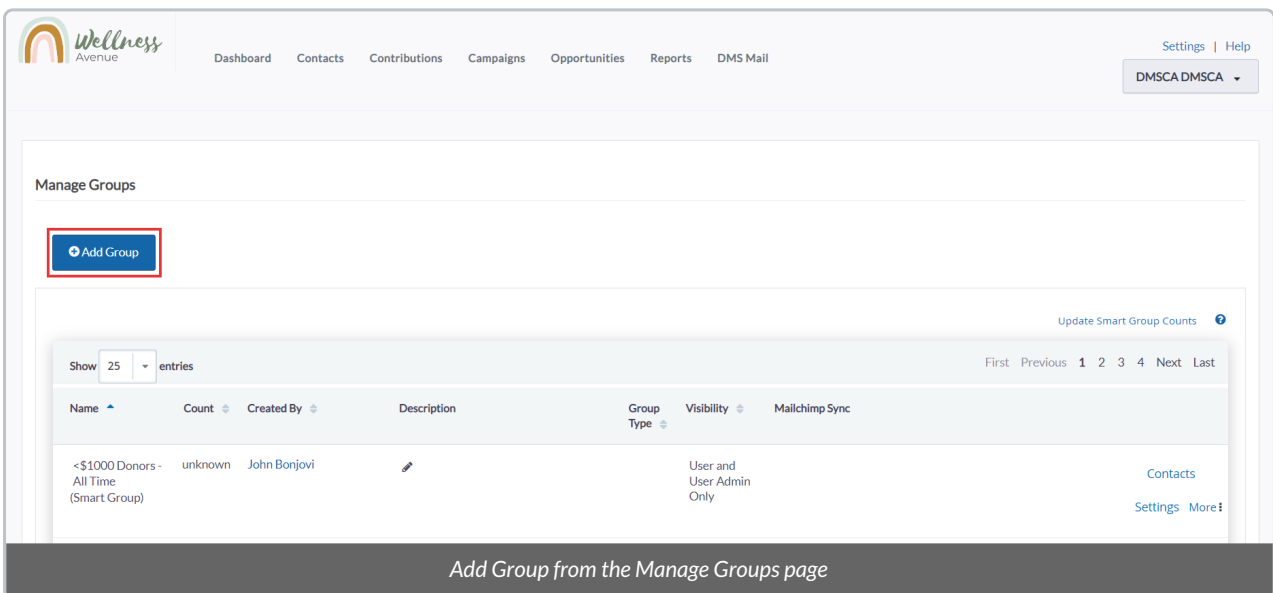 Wellness
Avenue
Dashboard Contacts Contributions Campaigns Opportunities Reports DMS Mail
Settings | Help
DMSCA DMSCA
Manage Groups
Add Group
Update Smart Group Counts
Show 25 entries
First Previous 1 2 3 4 Next Last
Name Count Created By Description Group Type Visibility Mailchimp Sync
<$1000 Donors - All Time (Smart Group) unknown John Bonjovi User and User Admin Only
Contacts
Settings More
Add Group from the Manage Groups page